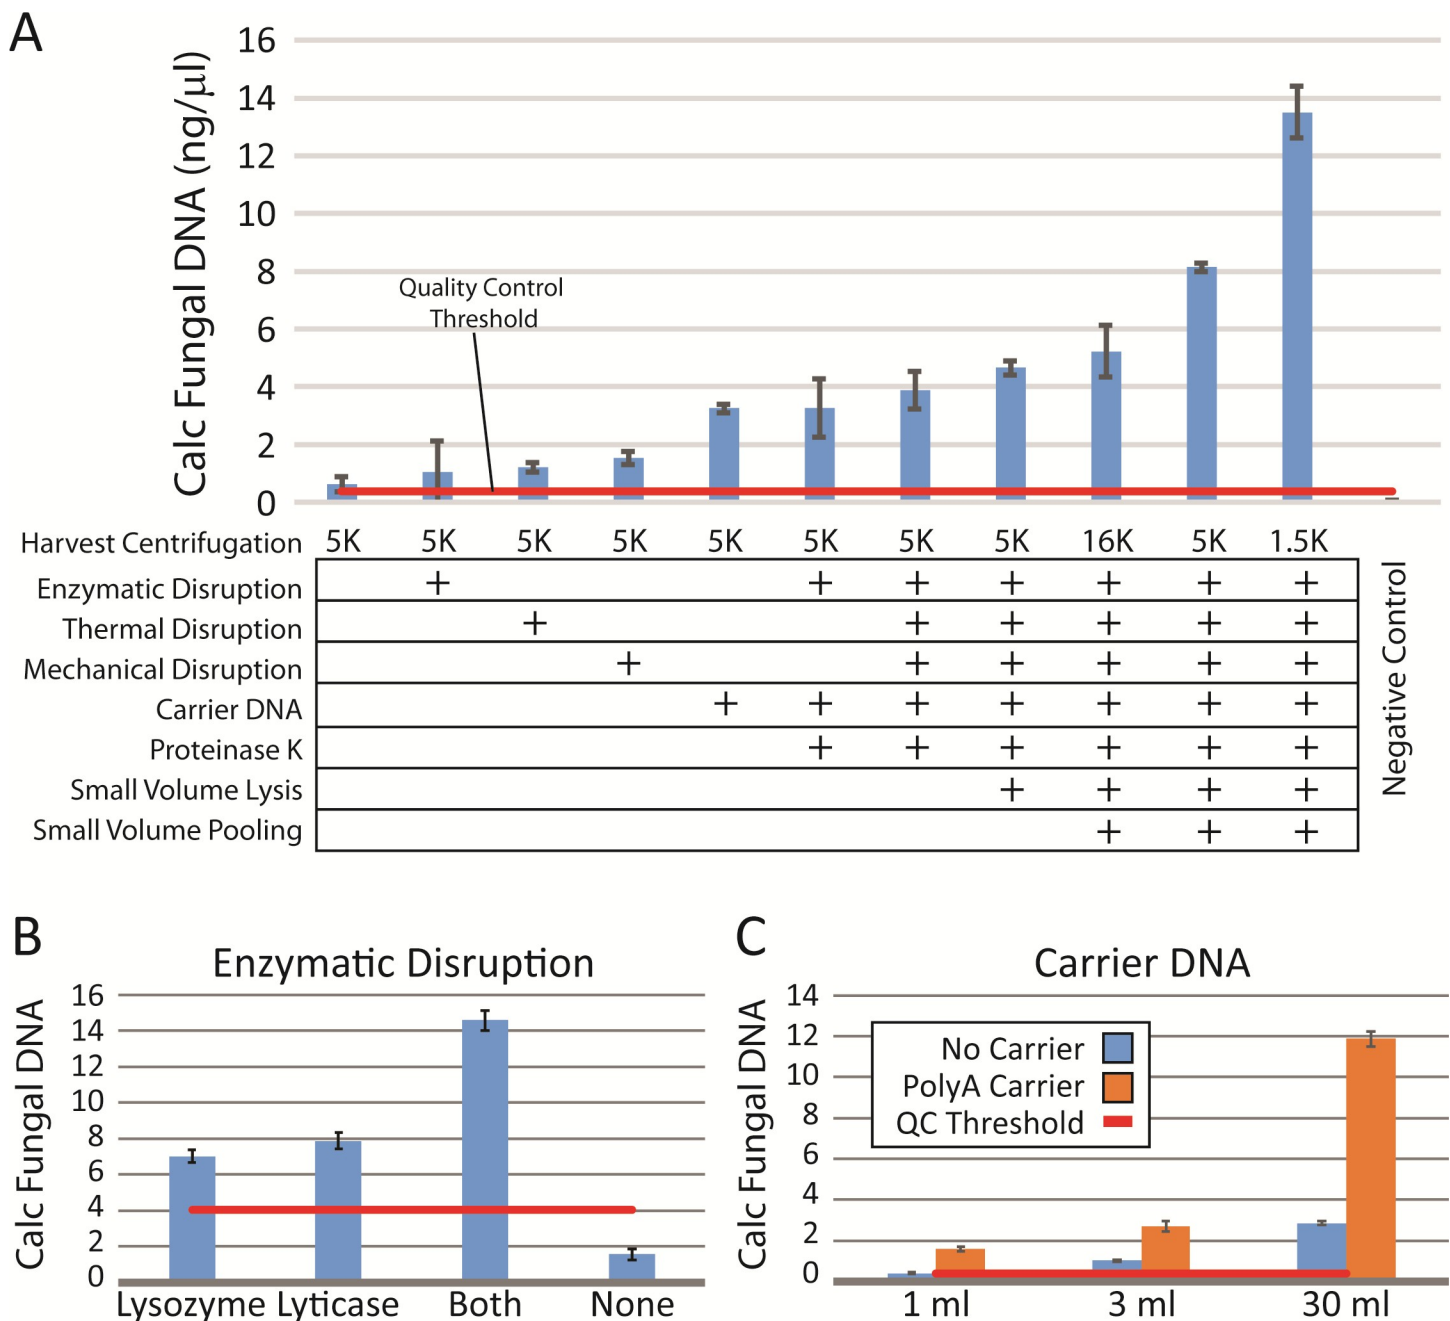 A
Calc Fungal DNA (ng/μl)
16
14
12
10
8
6
4
2
0
Quality Control
Threshold
Harvest Centrifugation 5K 5K 5K 5K 5K 5K 5K 5K 16K 5K 1.5K
Enzymatic Disruption + + + + + + +
Thermal Disruption + + + + + +
Mechanical Disruption + + + + + +
Carrier DNA + + + + + + +
Proteinase K + + + + + +
Small Volume Lysis + + + +
Small Volume Pooling + + +
Negative Control
B
Enzymatic Disruption
Calc Fungal DNA
16
14
12
10
8
6
4
2
0
Lysozyme Lyticase Both None
C
Carrier DNA
Calc Fungal DNA
14
12
10
8
6
4
2
0
No Carrier
PolyA Carrier
QC Threshold
1 ml 3 ml 30 ml